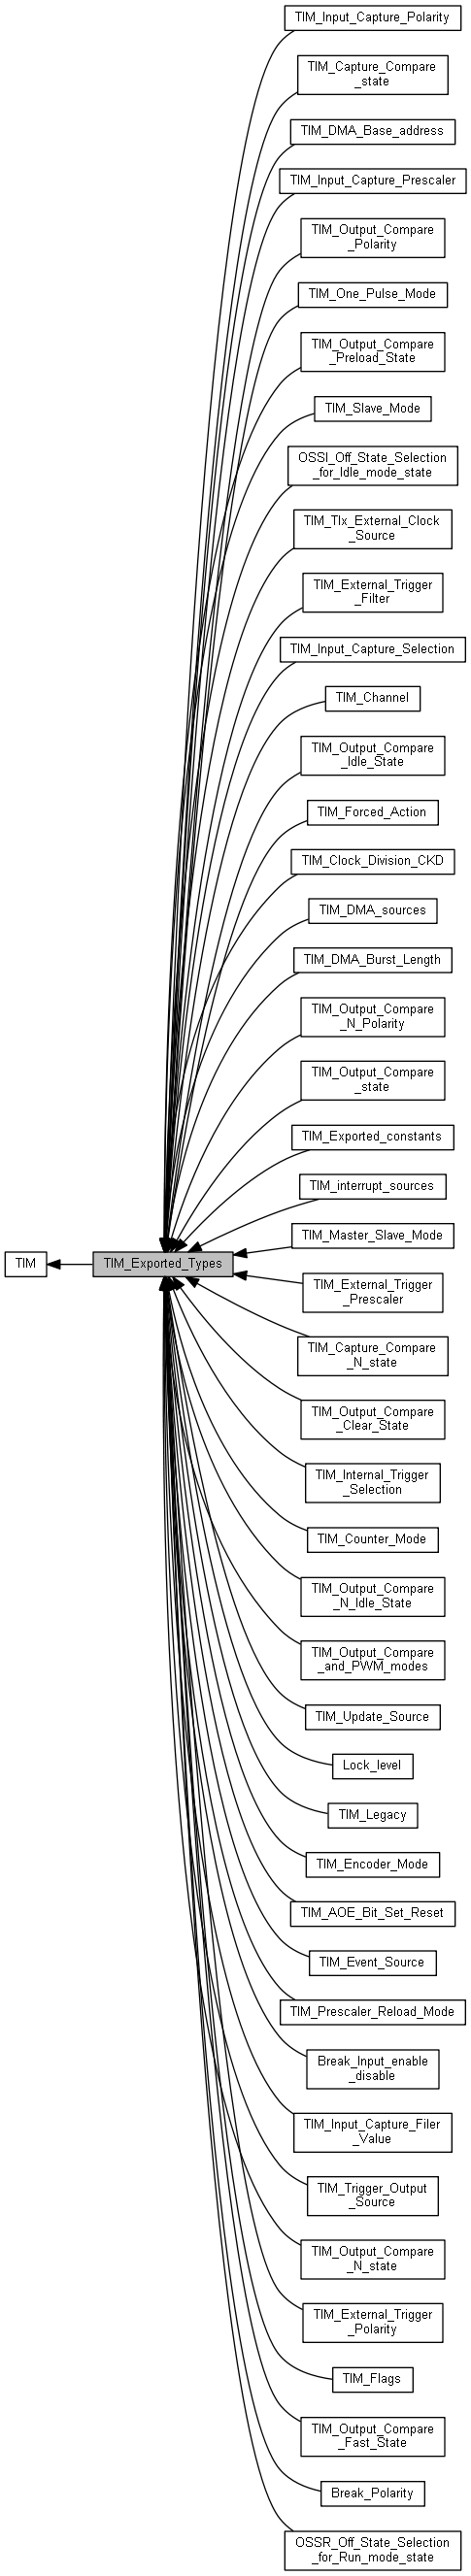 TIM_Input_Capture_Polarity
TIM_Capture_Compare
_state
TIM_DMA_Base_address
TIM_Input_Capture_Prescaler
TIM_Output_Compare
_Polarity
TIM_One_Pulse_Mode
TIM_Output_Compare
_Preload_State
TIM_Slave_Mode
OSSI_Off_State_Selection
_for_Idle_mode_state
TIM_TIx_External_Clock
_Source
TIM_External_Trigger
_Filter
TIM_Input_Capture_Selection
TIM_Channel
TIM_Output_Compare
_Idle_State
TIM_Forced_Action
TIM_Clock_Division_CKD
TIM_DMA_sources
TIM_DMA_Burst_Length
TIM_Output_Compare
_N_Polarity
TIM_Output_Compare
_state
TIM_Exported_constants
TIM_interrupt_sources
TIM_Master_Slave_Mode
TIM
TIM_Exported_Types
TIM_External_Trigger
_Prescaler
TIM_Capture_Compare
_N_state
TIM_Output_Compare
_Clear_State
TIM_Internal_Trigger
_Selection
TIM_Counter_Mode
TIM_Output_Compare
_N_Idle_State
TIM_Output_Compare
_and_PWM_modes
TIM_Update_Source
Lock_level
TIM_Legacy
TIM_Encoder_Mode
TIM_AOE_Bit_Set_Reset
TIM_Event_Source
TIM_Prescaler_Reload_Mode
Break_Input_enable
_disable
TIM_Input_Capture_Filer
_Value
TIM_Trigger_Output
_Source
TIM_Output_Compare
_N_state
TIM_External_Trigger
_Polarity
TIM_Flags
TIM_Output_Compare
_Fast_State
Break_Polarity
OSSR_Off_State_Selection
_for_Run_mode_state